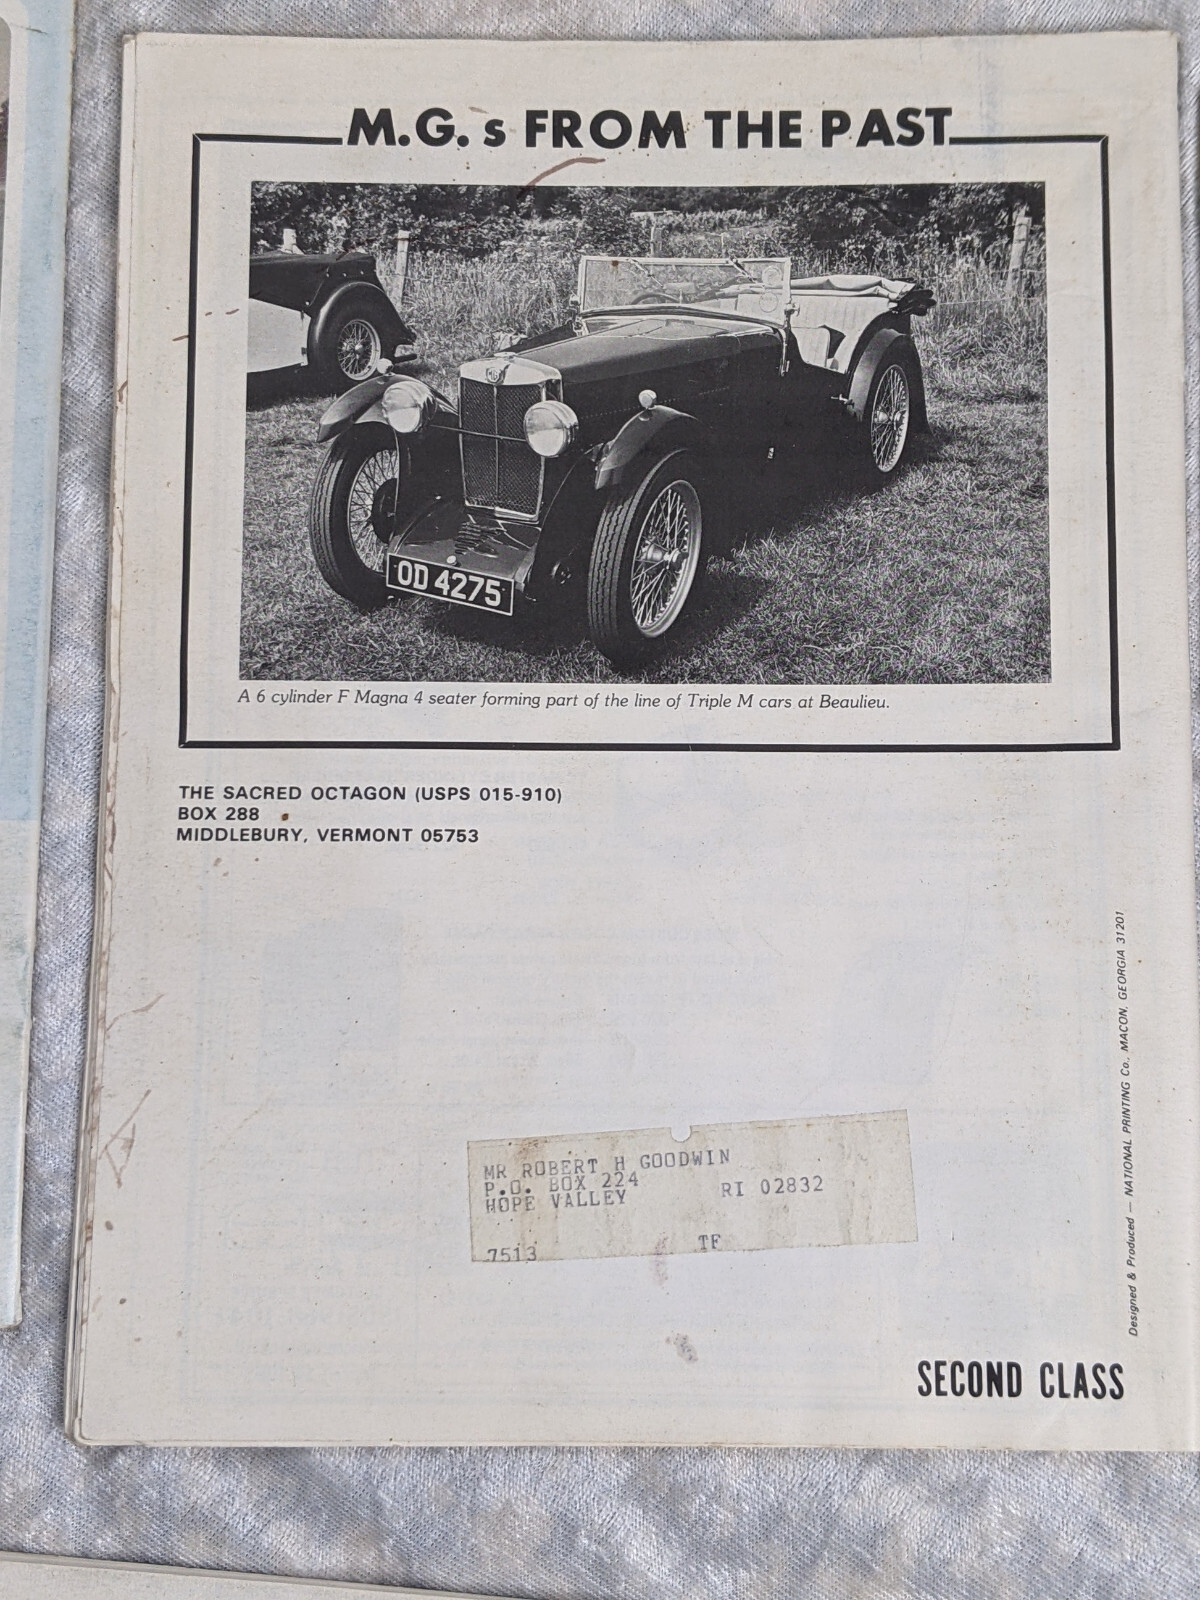 M.G. s FROM THE PAST
OD 4275
A 6 cylinder F Magna 4 seater forming part of the line of Triple M cars at Beaulieu.
THE SACRED OCTAGON (USPS 015-910)
BOX 288
MIDDLEBURY, VERMONT 05753
MR ROBERT H GOODWIN
P.O. BOX 224
HOPE VALLEY RI 02832
7513 TF
Designed & Produced — NATIONAL PRINTING Co., MACON, GEORGIA 31201
SECOND CLASS